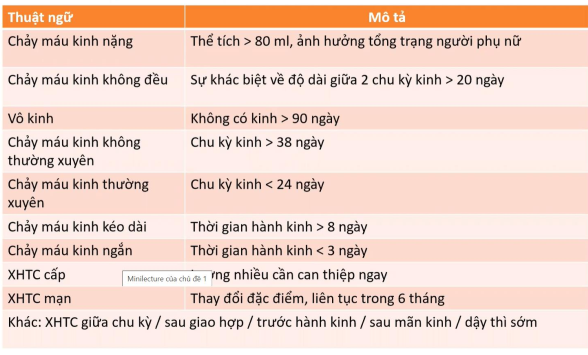 Thuật ngữ Mô tả
Chảy máu kinh nặng Thể tích > 80 ml, ảnh hưởng tổng trạng người phụ nữ
Chảy máu kinh không đều Sự khác biệt về độ dài giữa 2 chu kỳ kinh > 20 ngày
Vô kinh Không có kinh > 90 ngày
Chảy máu kinh không Chu kỳ kinh > 38 ngày
thường xuyên
Chảy máu kinh thường Chu kỳ kinh < 24 ngày
xuyên
Chảy máu kinh kéo dài Thời gian hành kinh > 8 ngày
Chảy máu kinh ngắn Thời gian hành kinh < 3 ngày
XHTC cấp nhiều cần can thiệp ngay
Minilecture của chủ đề 1
XHTC mạn Thay đổi đặc điểm, liên tục trong 6 tháng
Khác: XHTC giữa chu kỳ / sau giao hợp / trước hành kinh / sau mãn kinh / dậy thì sớm